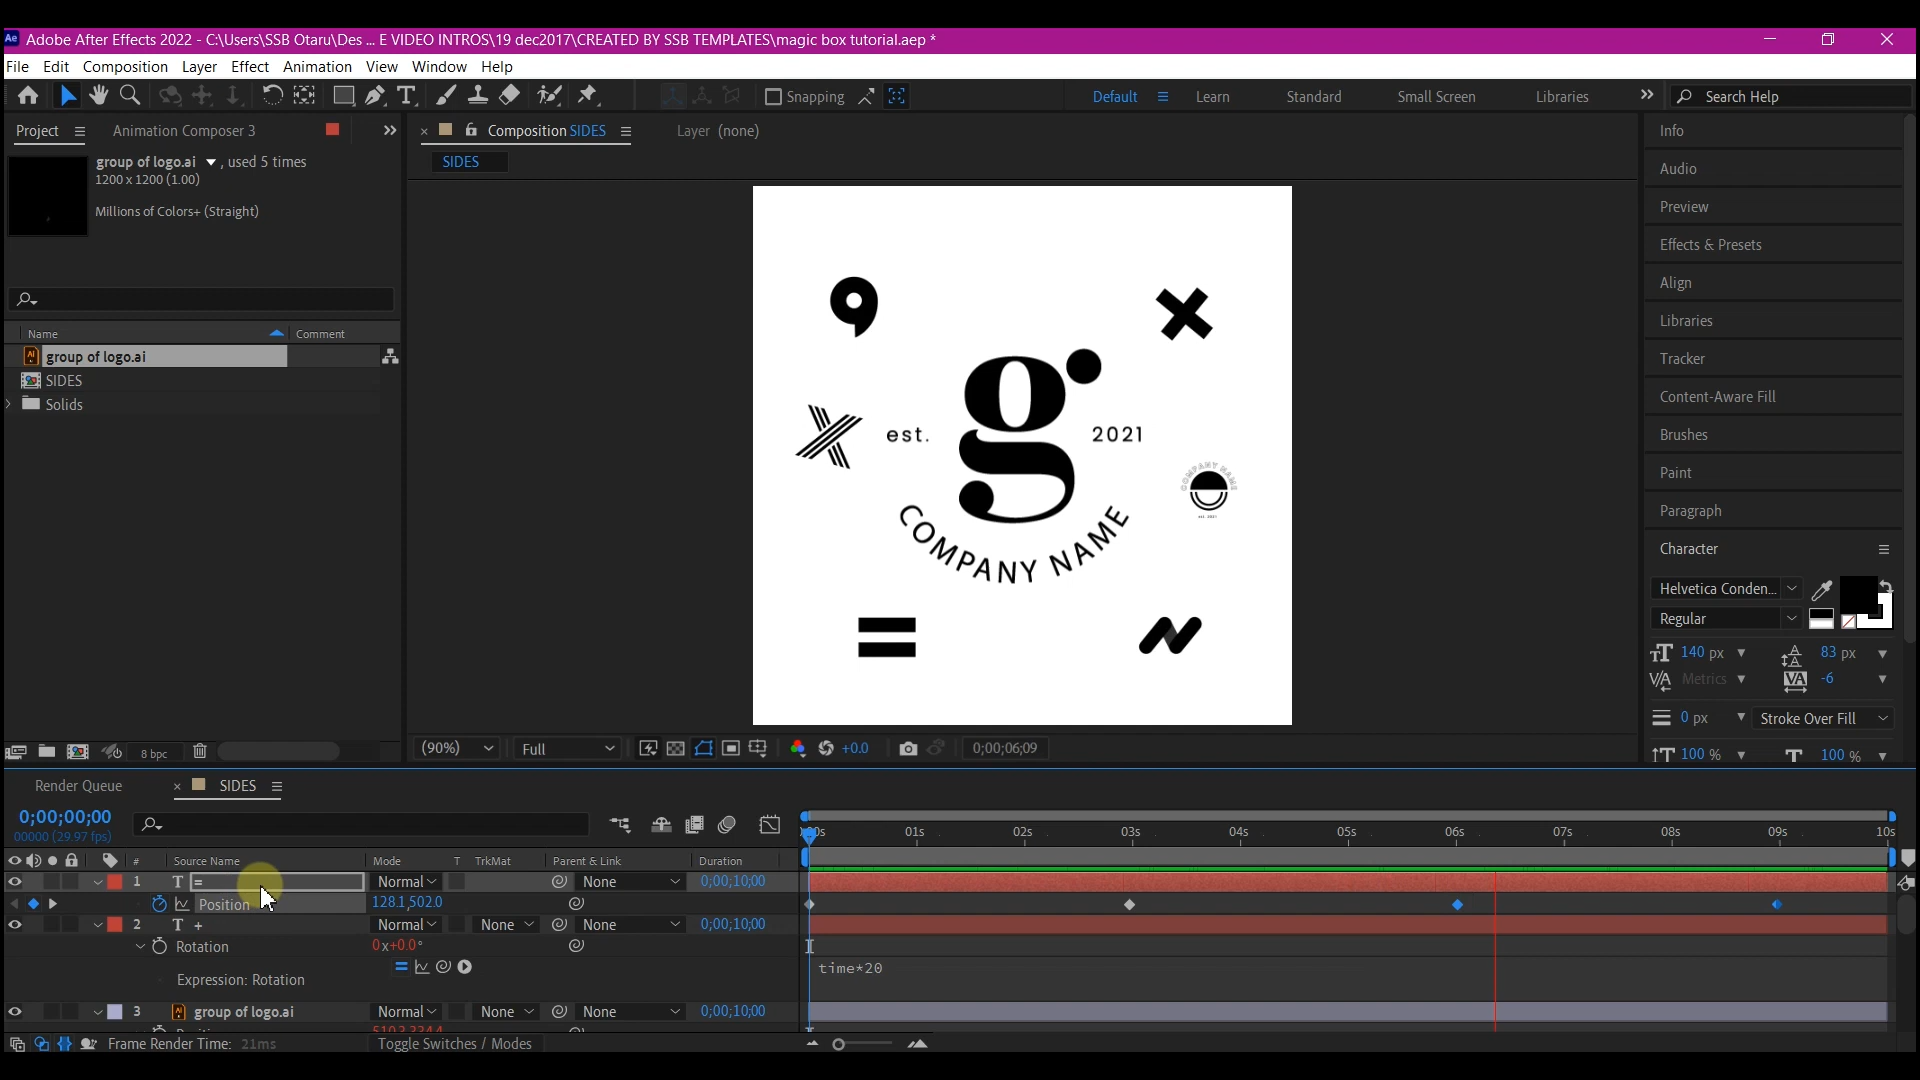 Ae Adobe After Effects 2022 - C:\Users\SSB Otaru\Des ... E VIDEO INTROS\19 dec2017\CREATED BY SSB TEMPLATES\magic box tutorial.aep *
File Edit Composition Layer Effect Animation View Window Help
Snapping Default Learn Standard Small Screen Libraries Search Help
Project Animation Composer 3
Composition SIDES Layer (none)
group of logo.ai , used 5 times
1200 x 1200 (1.00)
Millions of Colors+ (Straight)
SIDES
Name Comment
group of logo.ai
SIDES
Solids
8 bpc
g
est. 2021
COMPANY NAME
COMPANY NAME
est. 2021
(90%) Full +0.0 0;00;06;09
Info
Audio
Preview
Effects & Presets
Align
Libraries
Tracker
Content-Aware Fill
Brushes
Paint
Paragraph
Character
Helvetica Conden...
Regular
140 px 83 px
Metrics -6
0 px Stroke Over Fill
100 % 100 %
Render Queue SIDES
0;00;00;00
00000 (29.97 fps)
01s 02s 03s 04s 05s 06s 07s 08s 09s 10s
# Source Name Mode T TrkMat Parent & Link Duration
1 T = Normal None 0;00;10;00
Position 128.1,502.0
2 T + Normal None None 0;00;10;00
Rotation 0x+0.0°
Expression: Rotation time*20
3 group of logo.ai Normal None None 0;00;10;00
Frame Render Time: 21ms Toggle Switches / Modes